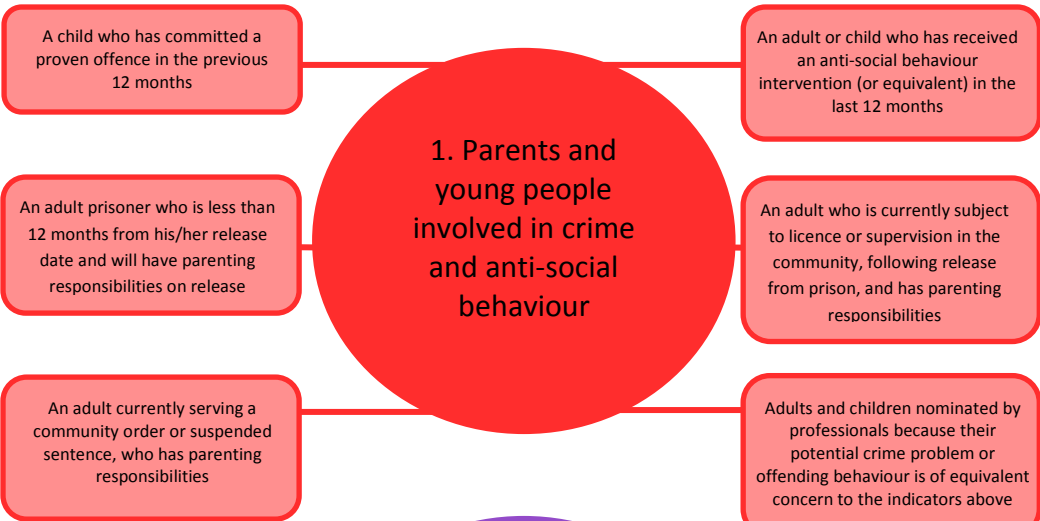 A child who has committed a
proven offence in the previous
12 months
An adult or child who has received
an anti-social behaviour
intervention (or equivalent) in the
last 12 months
1. Parents and
young people
involved in crime
and anti-social
behaviour
An adult prisoner who is less than
12 months from his/her release
date and will have parenting
responsibilities on release
An adult who is currently subject
to licence or supervision in the
community, following release
from prison, and has parenting
responsibilities
An adult currently serving a
community order or suspended
sentence, who has parenting
responsibilities
Adults and children nominated by
professionals because their
potential crime problem or
offending behaviour is of equivalent
concern to the indicators above